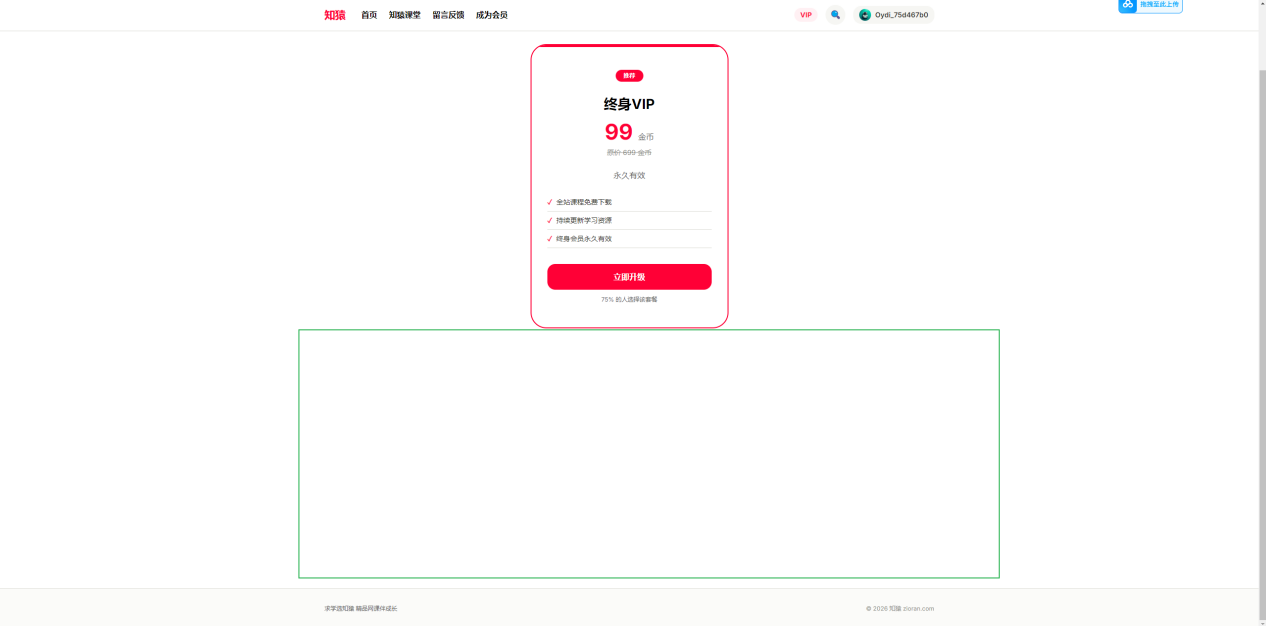 知猿 首页 知猿课堂 留言反馈 成为会员 VIP Oydi_75d467b0
拖拽至此上传
推荐
终身VIP
99 金币
原价 698 金币
永久有效
✓ 全站课程免费下载
✓ 持续更新学习资源
✓ 终身会员永久有效
立即升级
75% 的人选择该套餐
求学选知猿 精品网课伴成长
© 2026 知猿 zioran.com